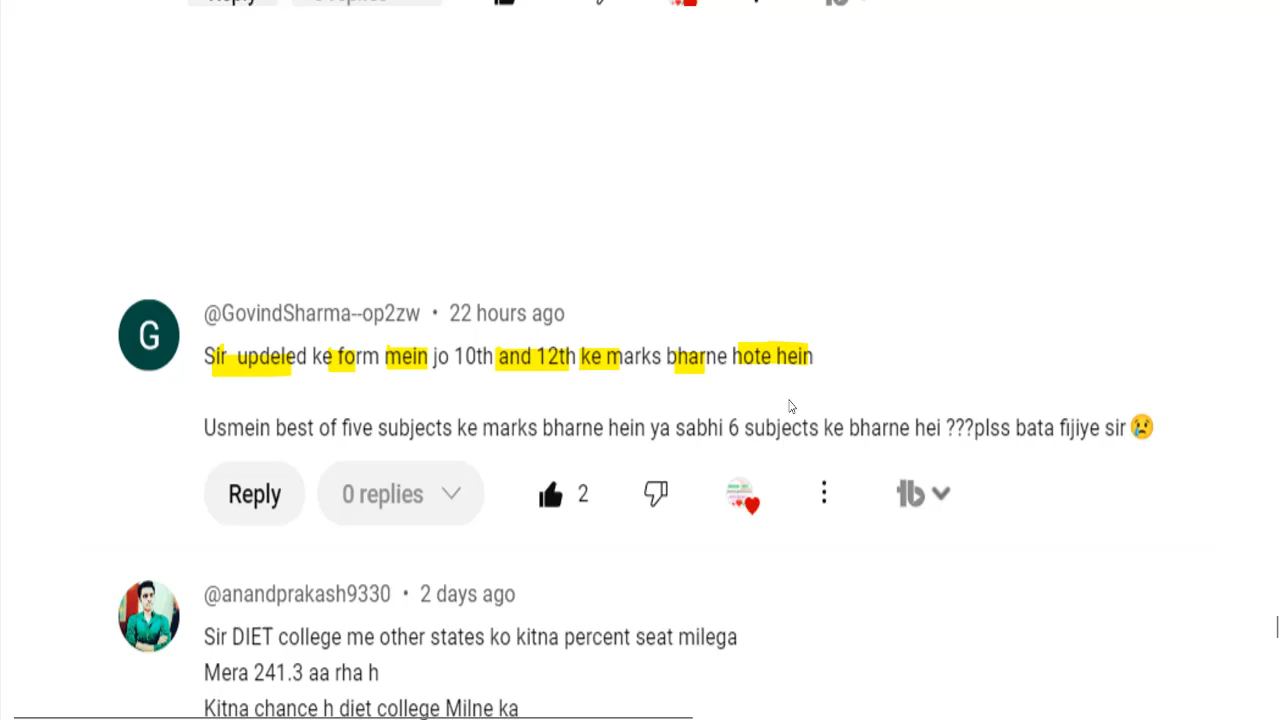 @GovindSharma--op2zw • 22 hours ago
Sir updeled ke form mein jo 10th and 12th ke marks bharne hote hein
Usmein best of five subjects ke marks bharne hein ya sabhi 6 subjects ke bharne hei ???plss bata fijiye sir 😢
Reply 0 replies 2
@anandprakash9330 • 2 days ago
Sir DIET college me other states ko kitna percent seat milega
Mera 241.3 aa rha h
Kitna chance h diet college Milne ka